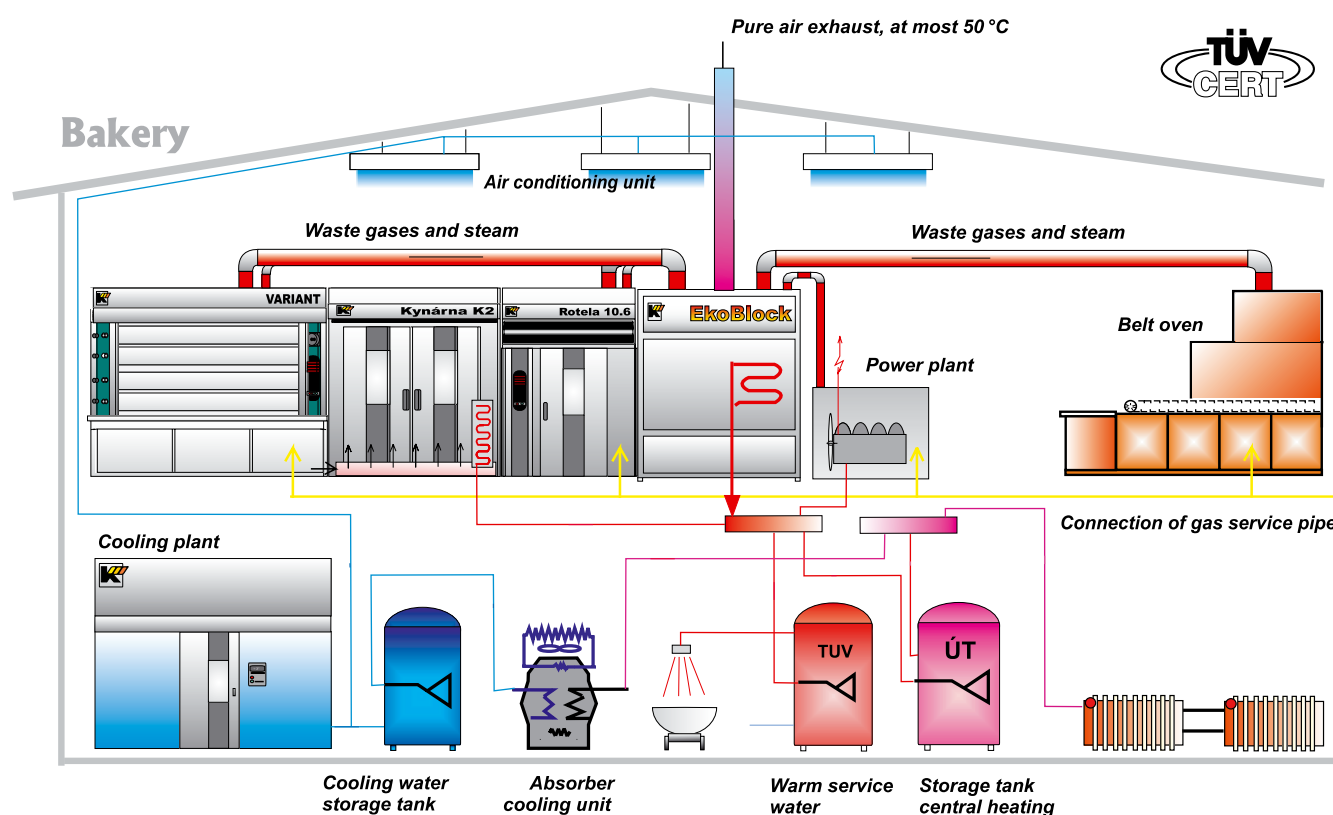 Pure air exhaust, at most 50 °C
TÜV
CERT
Bakery
Air conditioning unit
Waste gases and steam
Waste gases and steam
K VARIANT
K Kynárna K2
K Rotela 10.6
K EkoBlock
Belt oven
Power plant
Connection of gas service pipe
Cooling plant
K
TUV
ÚT
Cooling water
storage tank
Absorber
cooling unit
Warm service
water
Storage tank
central heating